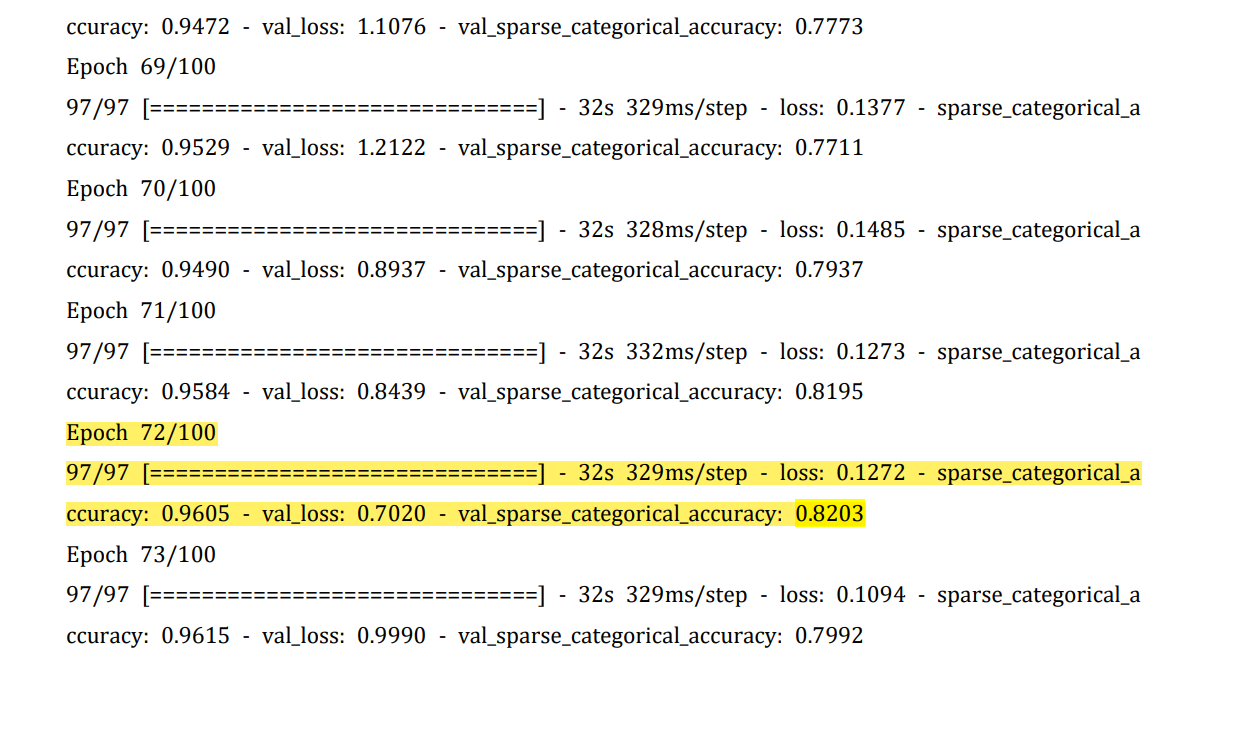 ccuracy: 0.9472 - val_loss: 1.1076 - val_sparse_categorical_accuracy: 0.7773
Epoch 69/100
97/97 [==============================] - 32s 329ms/step - loss: 0.1377 - sparse_categorical_a
ccuracy: 0.9529 - val_loss: 1.2122 - val_sparse_categorical_accuracy: 0.7711
Epoch 70/100
97/97 [==============================] - 32s 328ms/step - loss: 0.1485 - sparse_categorical_a
ccuracy: 0.9490 - val_loss: 0.8937 - val_sparse_categorical_accuracy: 0.7937
Epoch 71/100
97/97 [==============================] - 32s 332ms/step - loss: 0.1273 - sparse_categorical_a
ccuracy: 0.9584 - val_loss: 0.8439 - val_sparse_categorical_accuracy: 0.8195
Epoch 72/100
97/97 [==============================] - 32s 329ms/step - loss: 0.1272 - sparse_categorical_a
ccuracy: 0.9605 - val_loss: 0.7020 - val_sparse_categorical_accuracy: 0.8203
Epoch 73/100
97/97 [==============================] - 32s 329ms/step - loss: 0.1094 - sparse_categorical_a
ccuracy: 0.9615 - val_loss: 0.9990 - val_sparse_categorical_accuracy: 0.7992